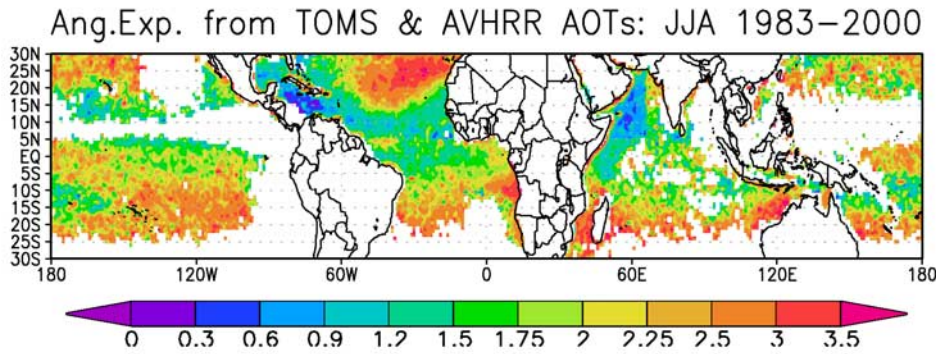 Ang.Exp. from TOMS & AVHRR AOTs: JJA 1983-2000
30N
25N
20N
15N
10N
5N
EQ
5S
10S
15S
20S
25S
30S
180 120W 60W 0 60E 120E 180
0 0.3 0.6 0.9 1.2 1.5 1.75 2 2.25 2.5 3 3.5